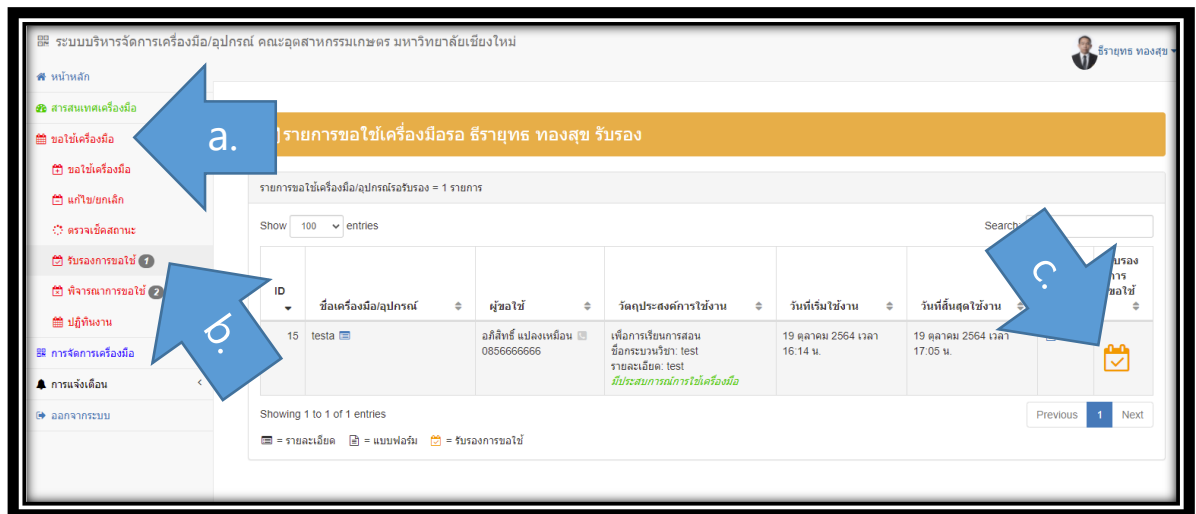 ระบบบริหารจัดการเครื่องมือ/อุปกรณ์ คณะอุตสาหกรรมเกษตร มหาวิทยาลัยเชียงใหม่
ธีรายุทธ ทองสุข
หน้าหลัก
สารสนเทศเครื่องมือ
ขอใช้เครื่องมือ
ขอใช้เครื่องมือ
แก้ไข/ยกเลิก
ตรวจเช็คสถานะ
รับรองการขอใช้ 1
พิจารณาการขอใช้ 2
ปฏิทินงาน
การจัดการเครื่องมือ
การแจ้งเตือน
ออกจากระบบ
a.
b.
c.
รายการขอใช้เครื่องมือรอ ธีรายุทธ ทองสุข รับรอง
รายการขอใช้เครื่องมือ/อุปกรณ์รอรับรอง = 1 รายการ
Show 100 entries
Search:
ID ชื่อเครื่องมือ/อุปกรณ์ ผู้ขอใช้ วัตถุประสงค์การใช้งาน วันที่เริ่มใช้งาน วันที่สิ้นสุดใช้งาน
ขอใช้
15 testa อภิสิทธิ์ แปลงเหมือน เพื่อการเรียนการสอน 19 ตุลาคม 2564 เวลา 19 ตุลาคม 2564 เวลา
0856666666 ชื่อกระบวนวิชา: test 16:14 น. 17:05 น.
รายละเอียด: test
มีประสบการณ์การใช้เครื่องมือ
Showing 1 to 1 of 1 entries
Previous 1 Next
= รายละเอียด = แบบฟอร์ม = รับรองการขอใช้